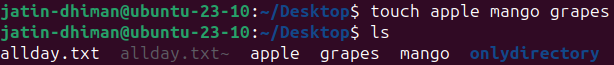 jatin-dhiman@ubuntu-23-10:~/Desktop$ touch apple mango grapes
jatin-dhiman@ubuntu-23-10:~/Desktop$ ls
allday.txt  allday.txt~  apple  grapes  mango  onlydirectory